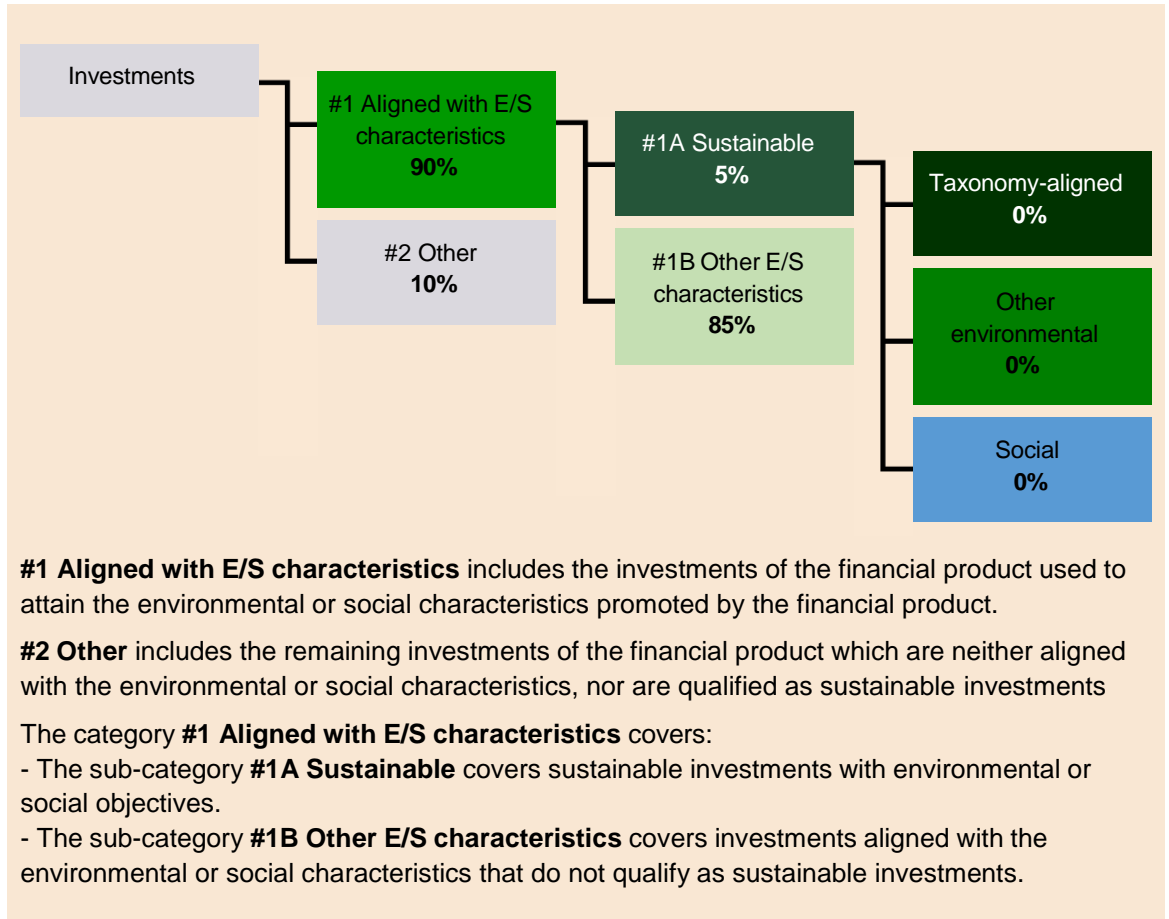 Investments
#1 Aligned with E/S
characteristics
90%
#2 Other
10%
#1A Sustainable
5%
#1B Other E/S
characteristics
85%
Taxonomy-aligned
0%
Other
environmental
0%
Social
0%
#1 Aligned with E/S characteristics includes the investments of the financial product used to
attain the environmental or social characteristics promoted by the financial product.
#2 Other includes the remaining investments of the financial product which are neither aligned
with the environmental or social characteristics, nor are qualified as sustainable investments
The category #1 Aligned with E/S characteristics covers:
- The sub-category #1A Sustainable covers sustainable investments with environmental or
social objectives.
- The sub-category #1B Other E/S characteristics covers investments aligned with the
environmental or social characteristics that do not qualify as sustainable investments.